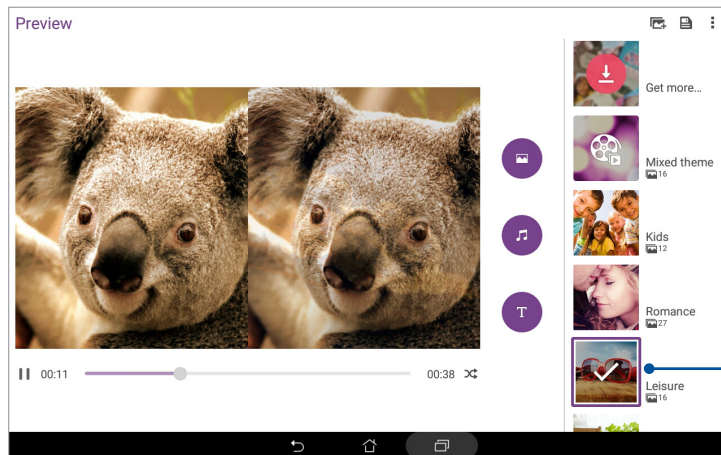 Preview
Get more...
Mixed theme
16
Kids
12
Romance
27
Leisure
16
T
00:11
00:38